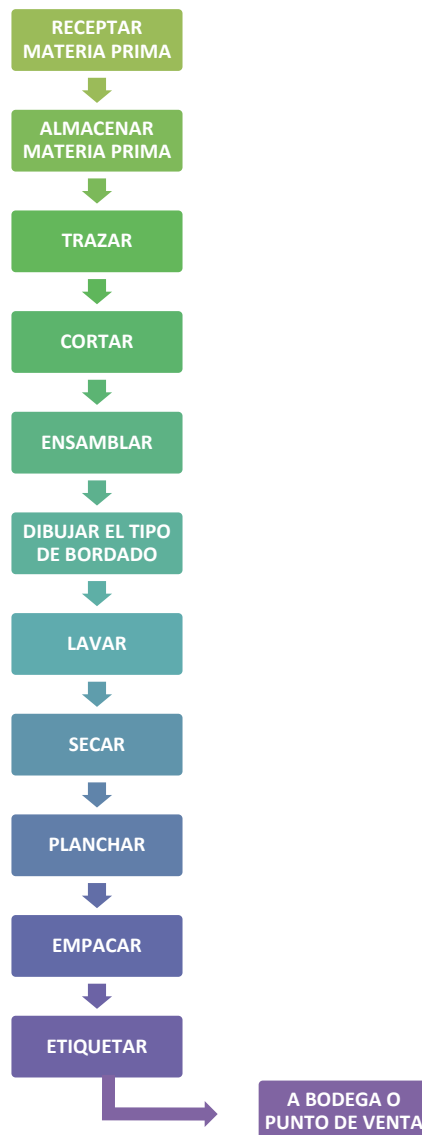 RECEPTAR
MATERIA PRIMA
ALMACENAR
MATERIA PRIMA
TRAZAR
CORTAR
ENSAMBLAR
DIBUJAR EL TIPO
DE BORDADO
LAVAR
SECAR
PLANCHAR
EMPACAR
ETIQUETAR
A BODEGA O
PUNTO DE VENTA